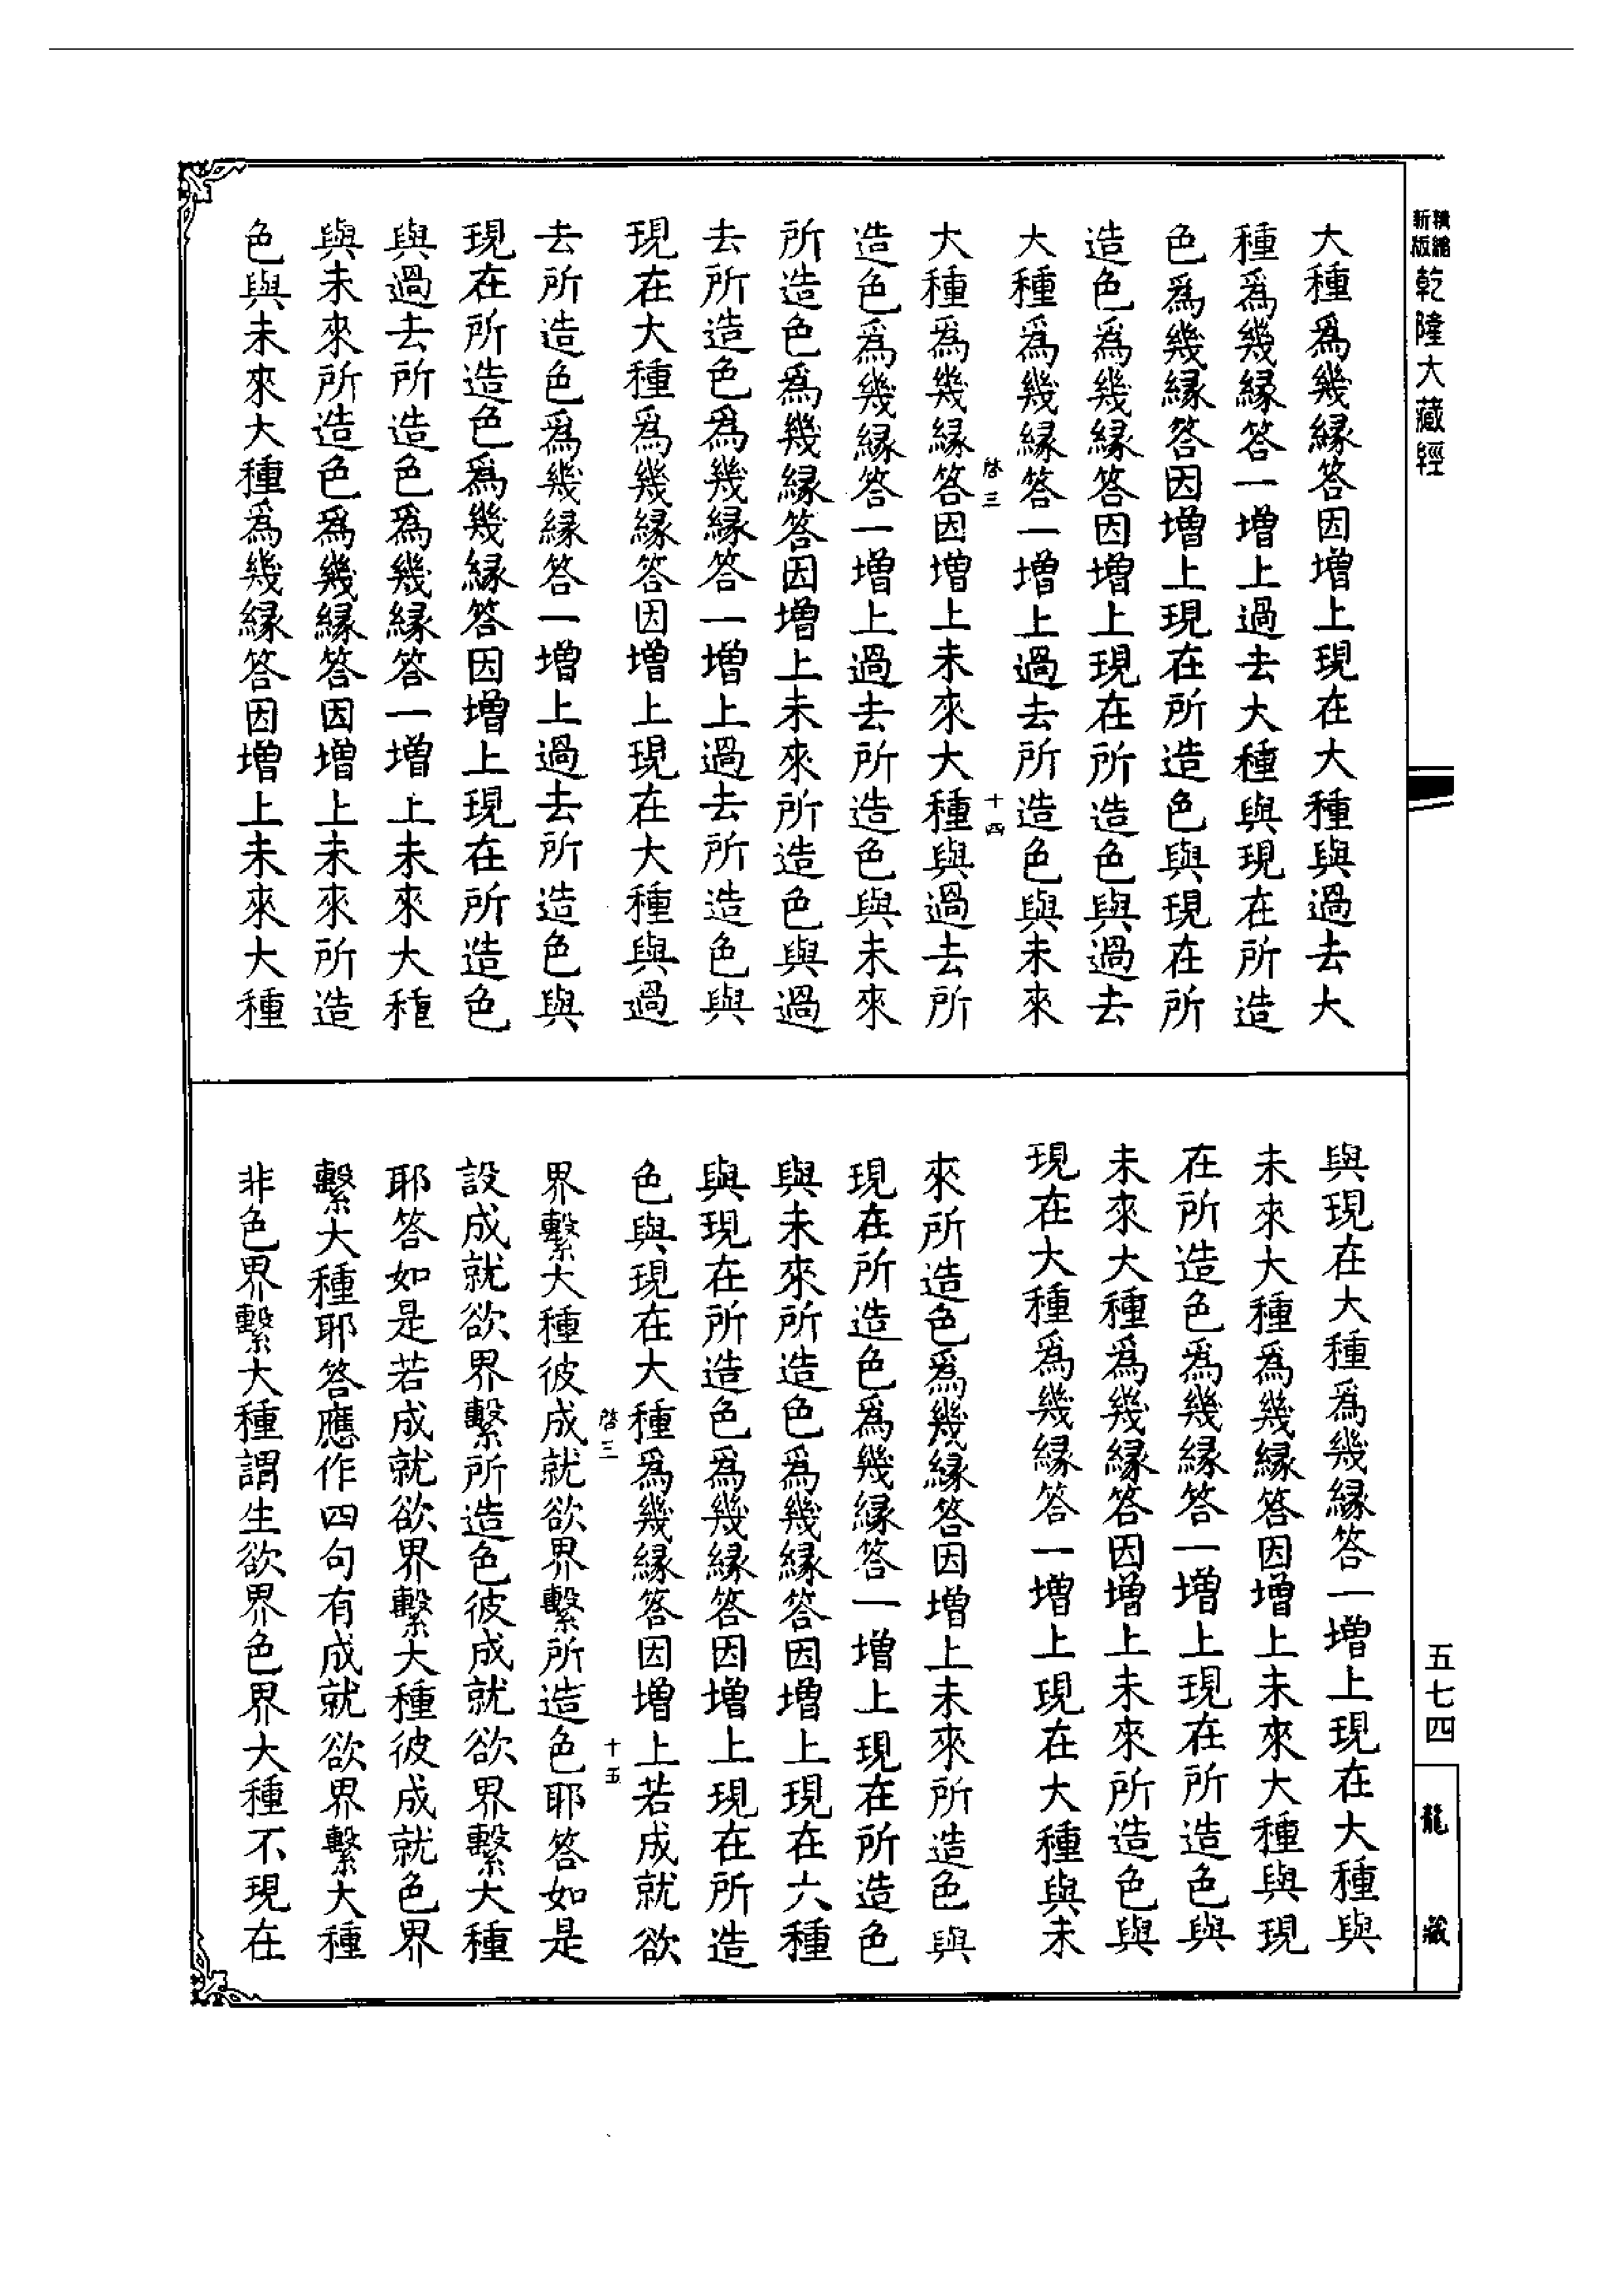 精縮新版乾隆大藏經
大種爲幾緣答因增上現在大種與過去大
種爲幾緣答一增上過去大種與現在所造
色爲幾緣答因增上現在所造色與現在所
造色爲幾緣答因增上現在所造色與過去
大種爲幾緣答一增上過去所造色與未來
啓三 十四
大種爲幾緣答因增上未來大種與過去所
造色爲幾緣答一增上過去所造色與未來
所造色爲幾緣答因增上未來所造色與過
去所造色爲幾緣答一增上過去所造色與
現在大種爲幾緣答因增上現在大種與過
去所造色爲幾緣答一增上過去所造色與
現在所造色爲幾緣答因增上現在所造色
與過去所造色爲幾緣答一增上未來大種
與未來所造色爲幾緣答因增上未來所造
色與未來大種爲幾緣答因增上未來大種
與現在大種爲幾緣答一增上現在大種與
未來大種爲幾緣答因增上未來大種與現
在所造色爲幾緣答一增上現在所造色與
未來大種爲幾緣答因增上未來所造色與
現在大種爲幾緣答一增上現在大種與未
來所造色爲幾緣答因增上未來所造色與
現在所造色爲幾緣答一增上現在所造色
與未來所造色爲幾緣答因增上現在六種
與現在所造色爲幾緣答因增上現在所造
色與現在大種爲幾緣答因增上若成就欲
啓三 十五
界繫大種彼成就欲界繫所造色耶答如是
設成就欲界繫所造色彼成就欲界繫大種
耶答如是若成就欲界繫大種彼成就色界
繫大種耶答應作四句有成就欲界繫大種
非色界繫大種謂生欲界色界大種不現在
五七四
龍藏